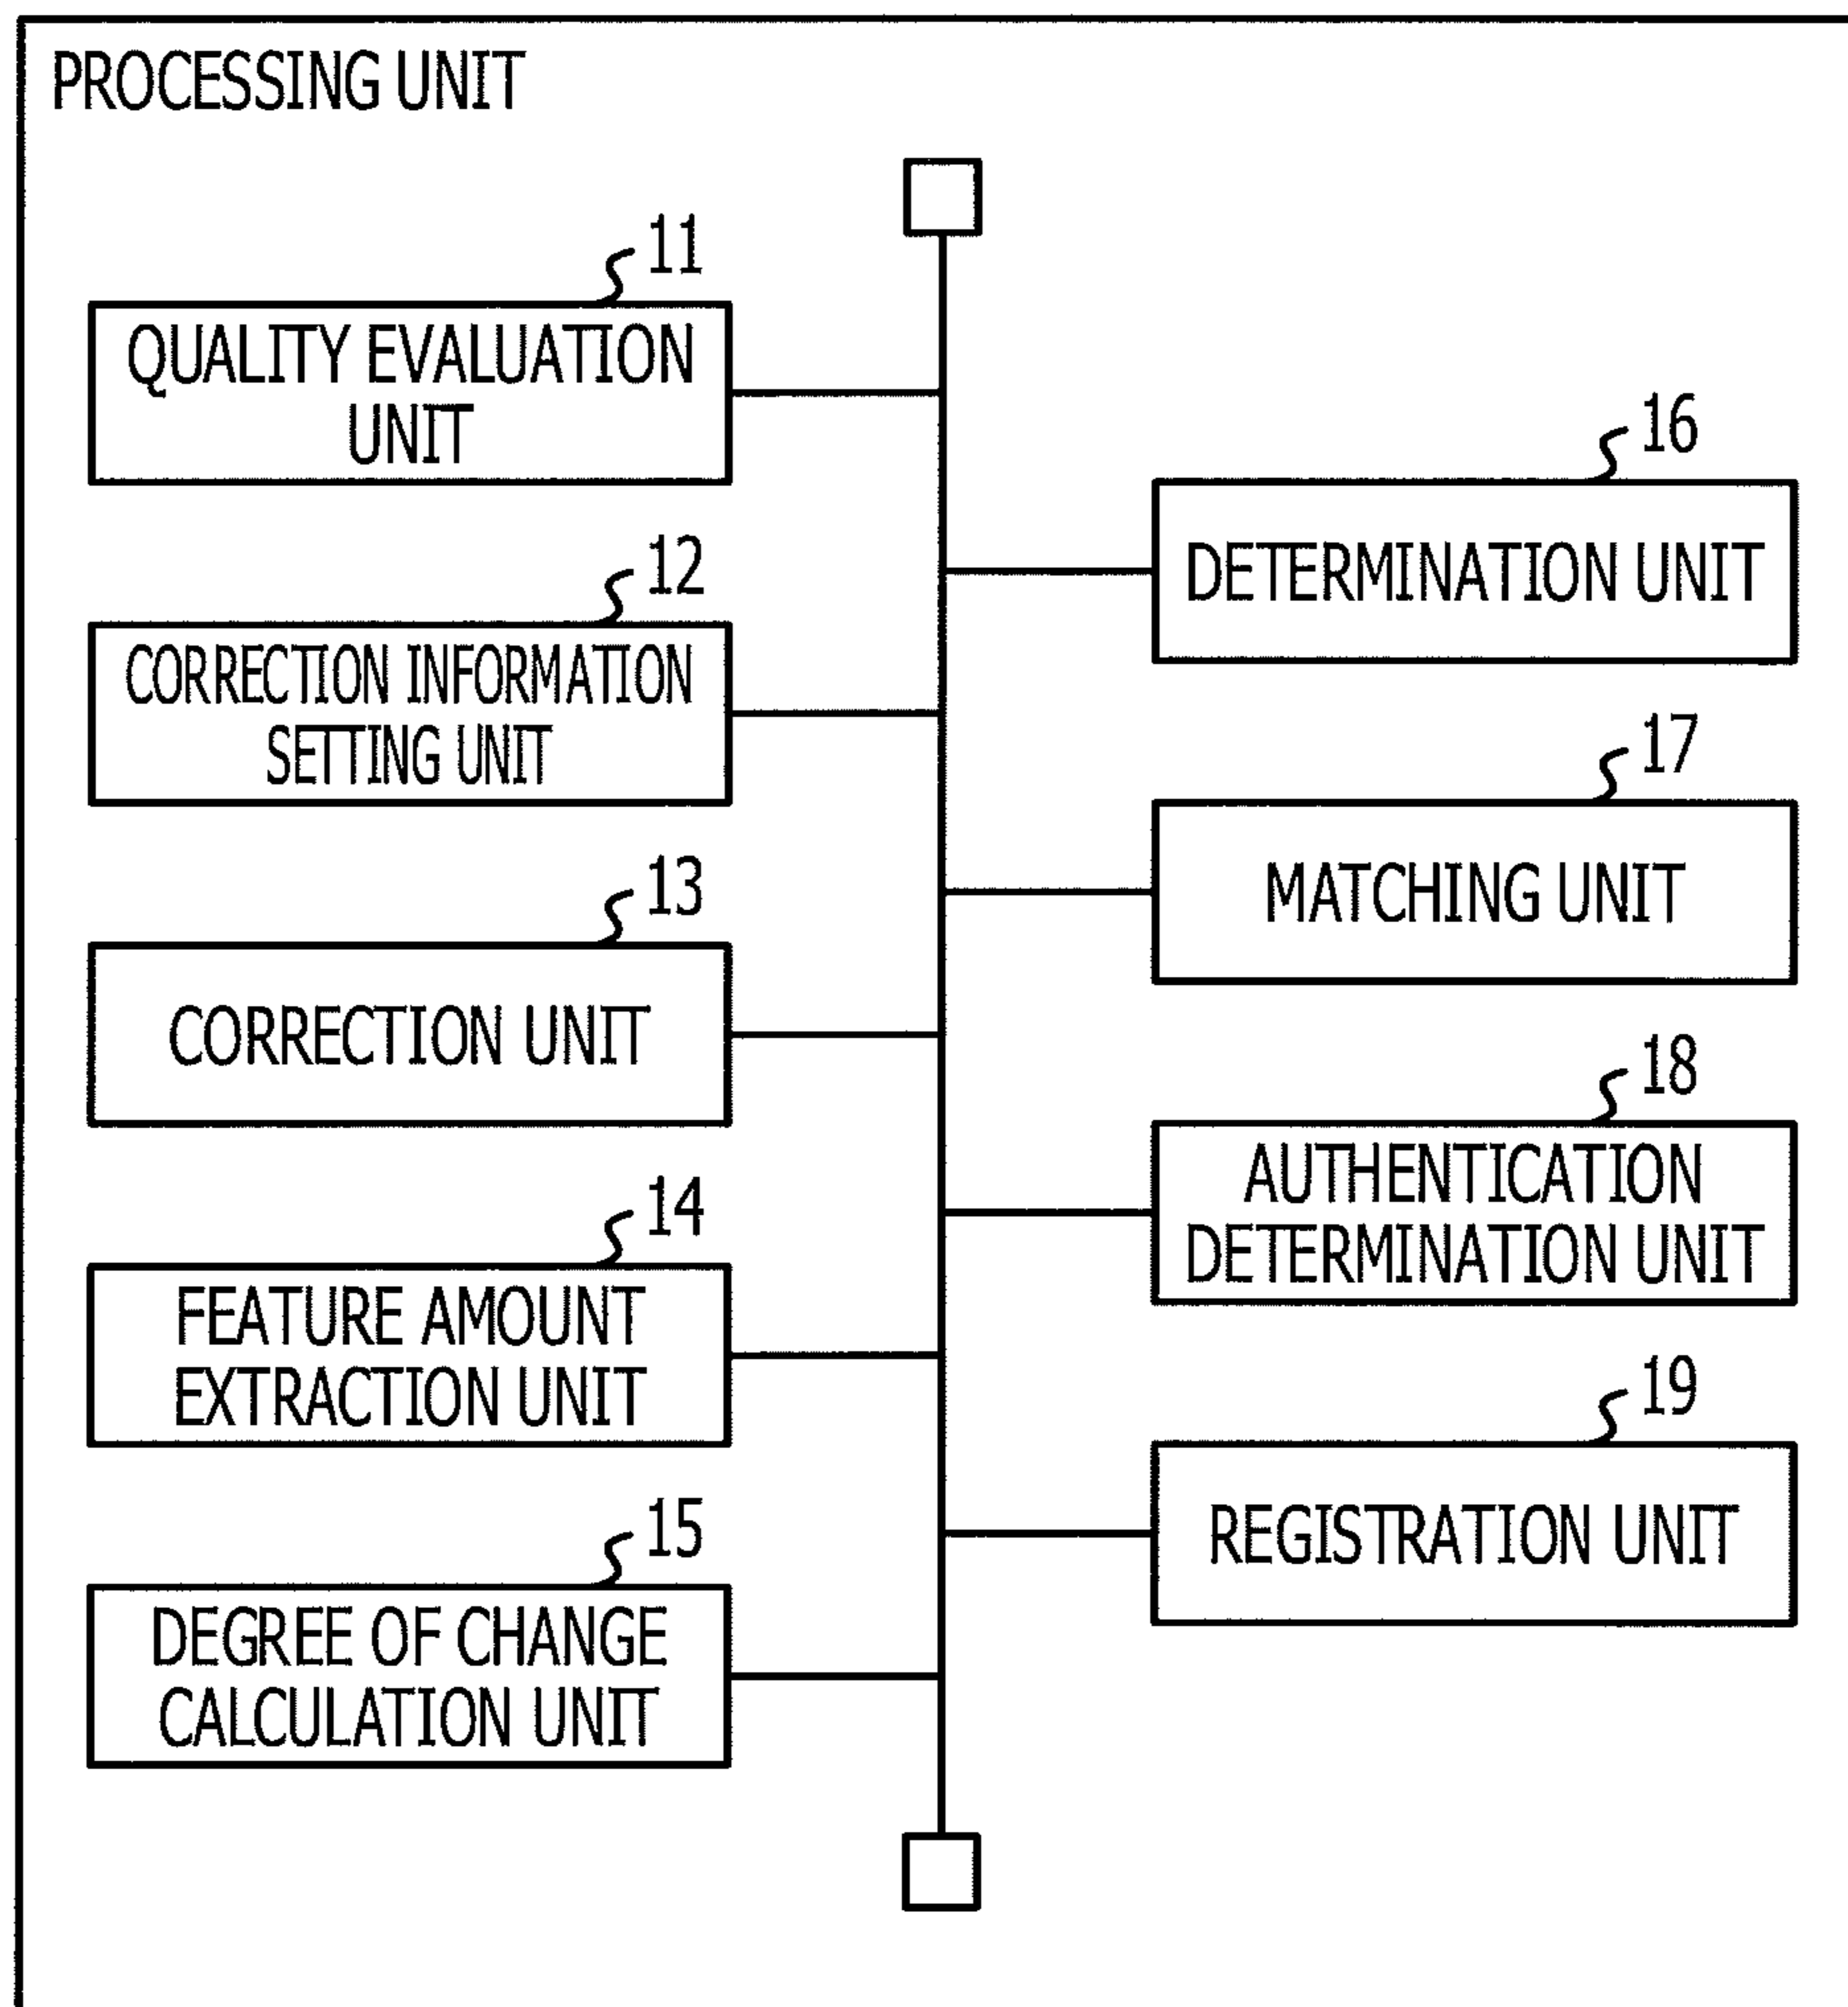 PROCESSING UNIT
11
QUALITY EVALUATION
UNIT
12
CORRECTION INFORMATION
SETTING UNIT
13
CORRECTION UNIT
14
FEATURE AMOUNT
EXTRACTION UNIT
15
DEGREE OF CHANGE
CALCULATION UNIT
16
DETERMINATION UNIT
17
MATCHING UNIT
18
AUTHENTICATION
DETERMINATION UNIT
19
REGISTRATION UNIT